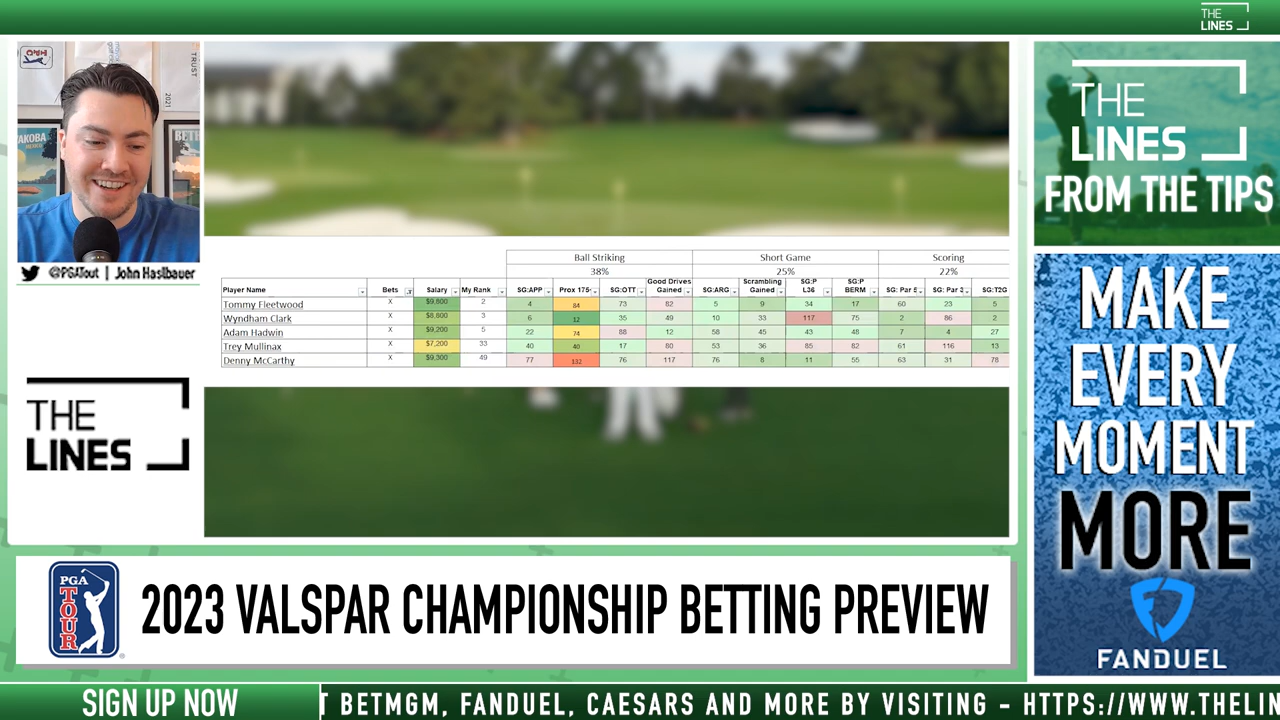 THE
LINES
TRUST
2021
AKOBA
BET
@PGATout | John Haslbauer
THE
LINES
Ball Striking Short Game Scoring
38% 25% 22%
Player Name Bets Salary My Rank SG:APP Prox 175- SG:OTT Good Drives Gained SG:ARG Scrambling Gained SG:P L36 SG:P BERM SG: Par 5 SG: Par 3 SG:T2G
Tommy Fleetwood X $9,800 2 4 84 73 82 5 9 34 17 60 23 5
Wyndham Clark X $8,600 3 6 12 35 49 10 33 117 75 2 86 2
Adam Hadwin X $9,200 5 22 74 88 12 58 45 43 48 7 4 27
Trey Mullinax X $7,200 33 40 40 17 80 53 36 85 82 61 116 13
Denny McCarthy X $9,300 49 77 132 76 117 76 8 11 55 63 31 78
THE
LINES
FROM THE TIPS
MAKE
EVERY
MOMENT
MORE
FANDUEL
PGA
TOUR
2023 VALSPAR CHAMPIONSHIP BETTING PREVIEW
SIGN UP NOW
T BETMGM, FANDUEL, CAESARS AND MORE BY VISITING - HTTPS://WWW.THELIN